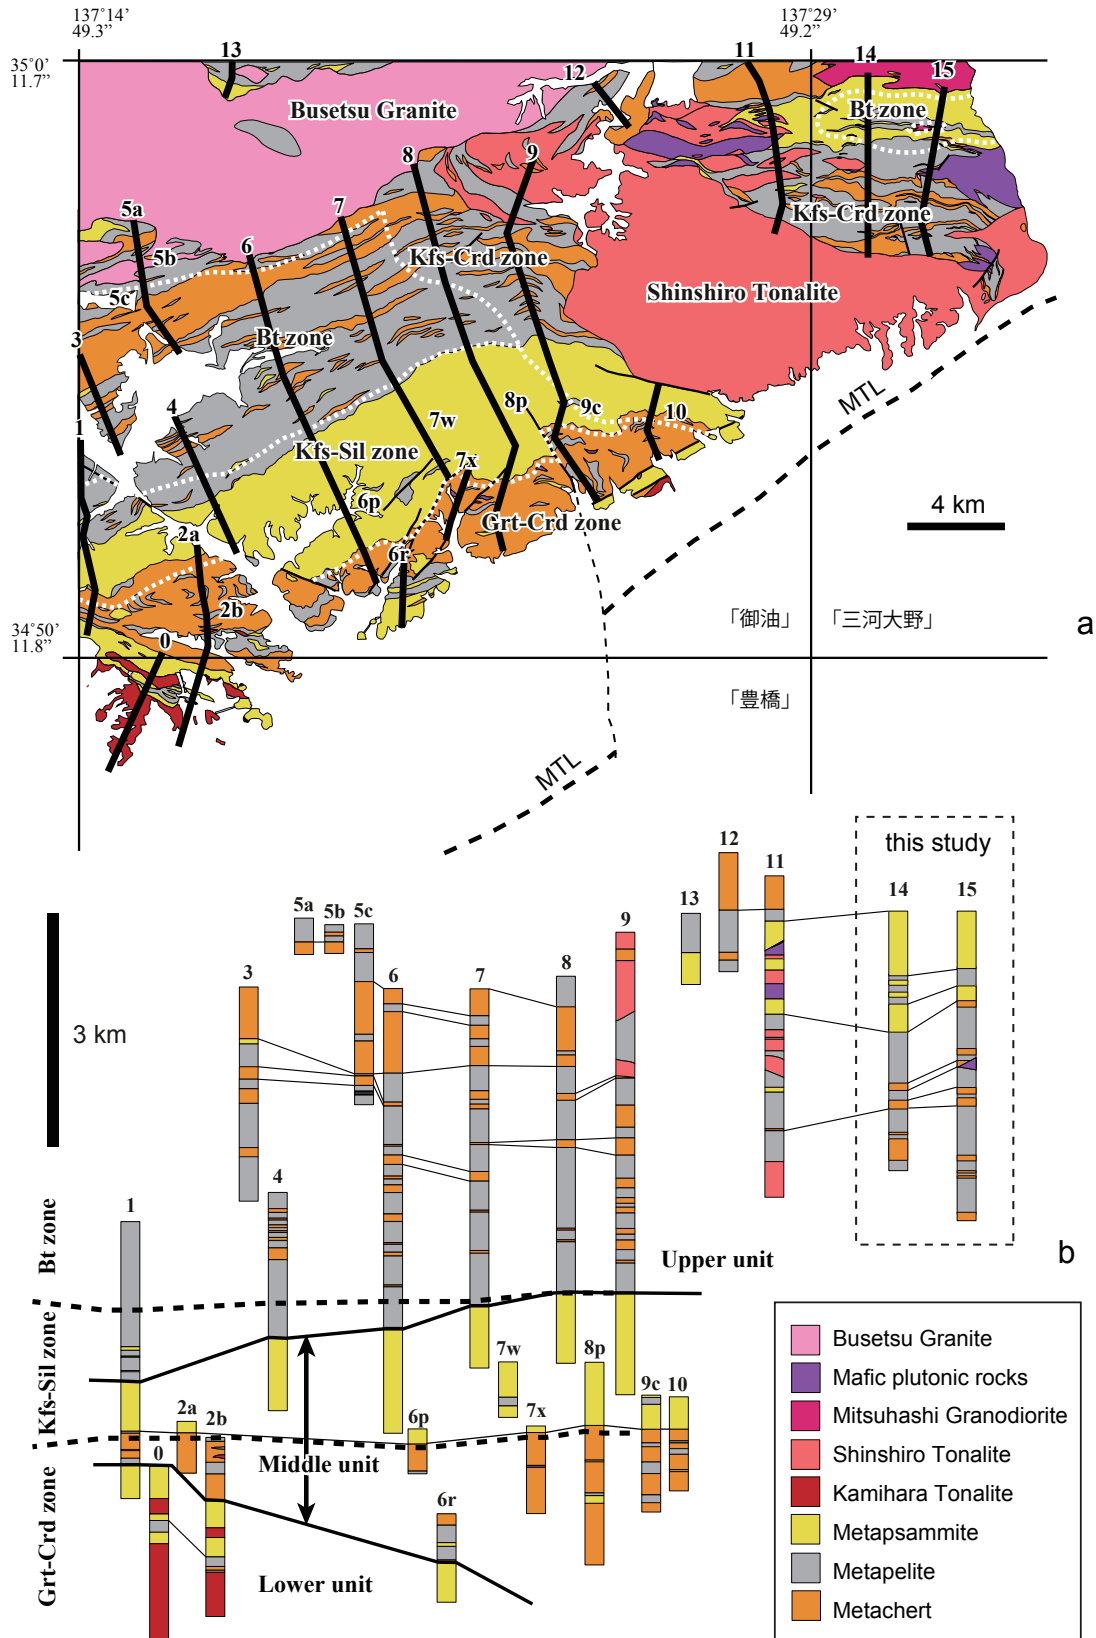 137˚14’
49.3”
137˚29’
49.2”
35˚0’
11.7”
13
11
14
12
15
Busetsu Granite
Bt zone
8
9
5a
7
6
5b
Kfs-Crd zone
Kfs-Crd zone
5c
Shinshiro Tonalite
3
Bt zone
MTL
4
8p
9c
10
1
7w
Kfs-Sil zone
7x
6p
4 km
Grt-Crd zone
2a
6r
2b
「御油」
「三河大野」
a
34˚50’
11.8”
0
「豊橋」
MTL
this study
12
11
14
15
13
5a
5b
5c
9
8
3
6
7
3 km
4
1
Bt zone
Upper unit
b
Kfs-Sil zone
7w
8p
9c
10
2a
2b
6p
7x
0
Middle unit
Grt-Crd zone
6r
Lower unit
Busetsu Granite
Mafic plutonic rocks
Mitsuhashi Granodiorite
Shinshiro Tonalite
Kamihara Tonalite
Metapsammite
Metapelite
Metachert